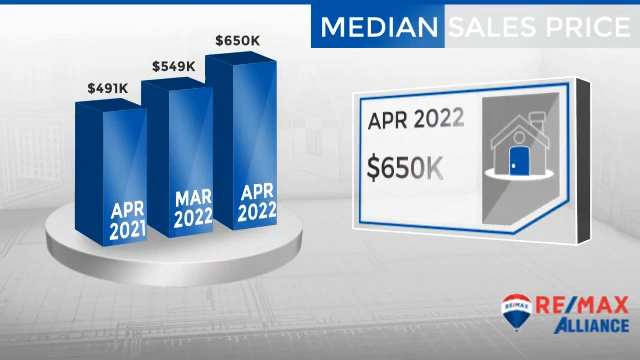 MEDIAN SALES PRICE
$650K
$549K
$491K
APR
2021
MAR
2022
APR
2022
APR 2022
$650K
RE/MAX
RE/MAX
ALLIANCE